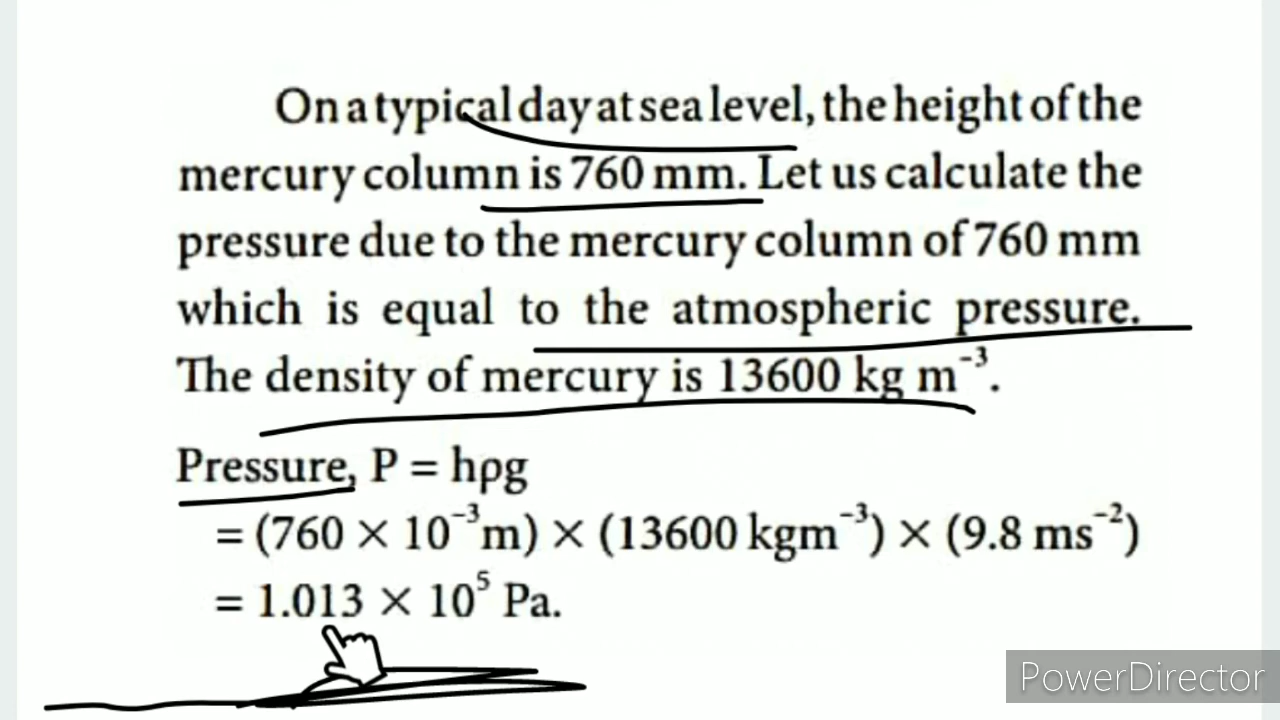 On a typical day at sea level, the height of the
mercury column is 760 mm. Let us calculate the
pressure due to the mercury column of 760 mm
which is equal to the atmospheric pressure.
The density of mercury is 13600 kg m⁻³.
Pressure, P = hρg
= (760 × 10⁻³m) × (13600 kgm⁻³) × (9.8 ms⁻²)
= 1.013 × 10⁵ Pa.
PowerDirector